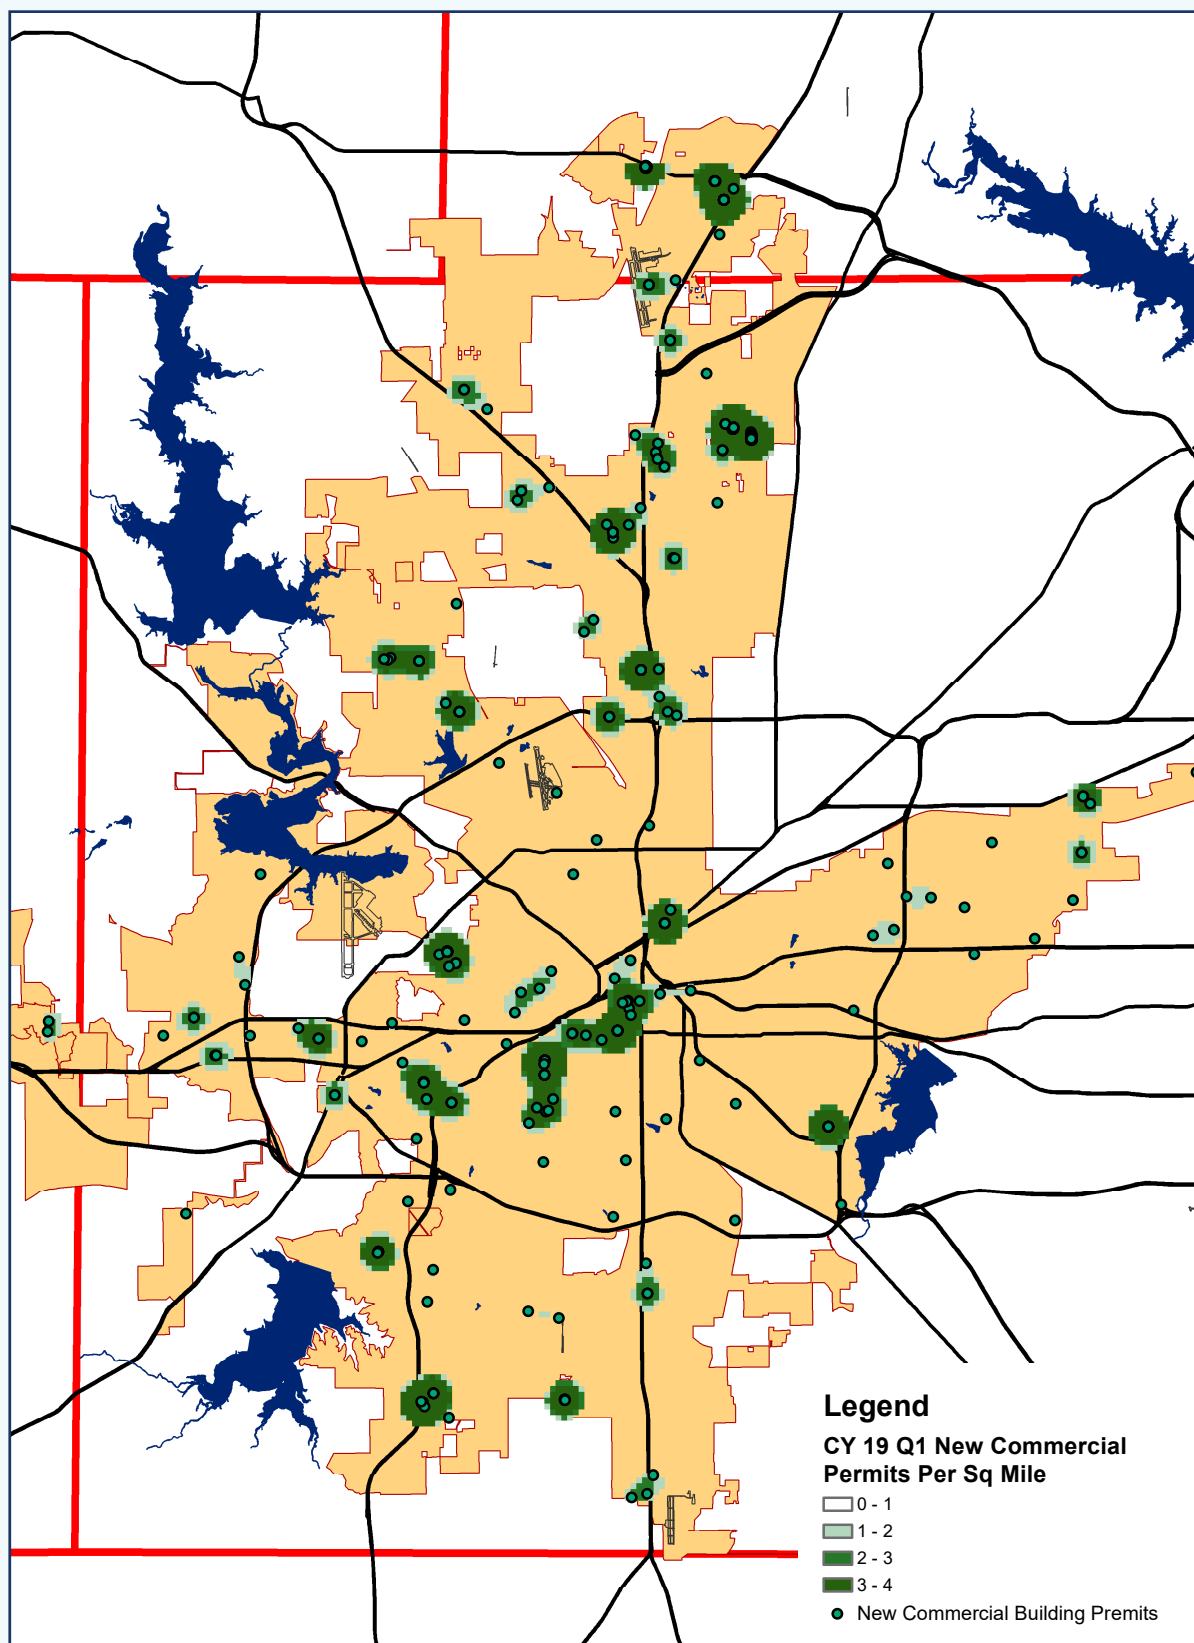 Legend
CY 19 Q1 New Commercial
Permits Per Sq Mile
0 - 1
1 - 2
2 - 3
3 - 4
New Commercial Building Premits